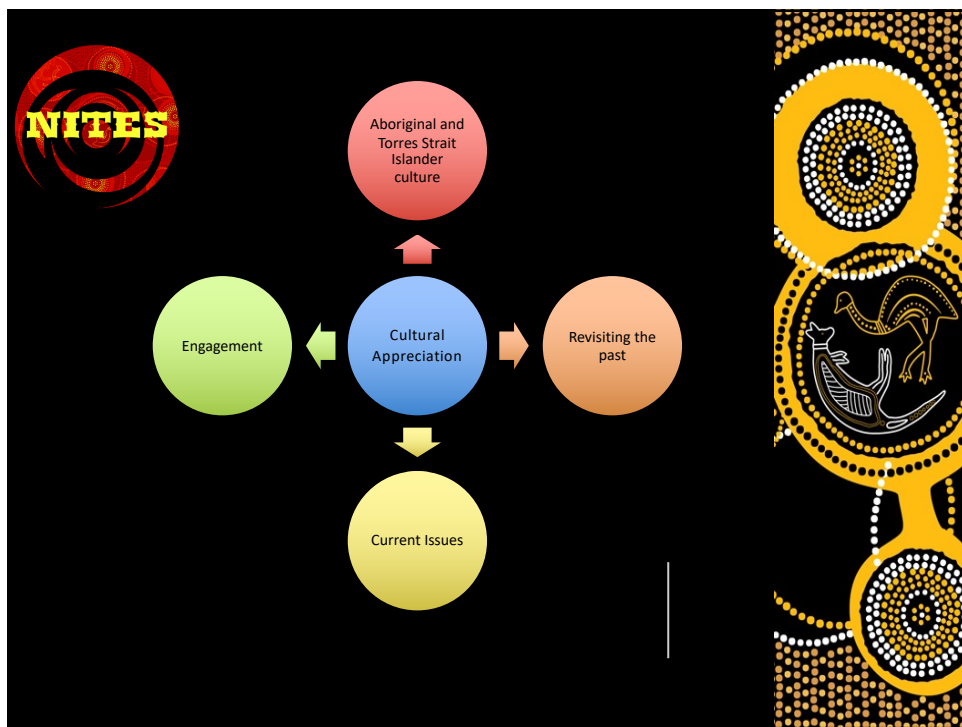 NITES
Aboriginal and
Torres Strait
Islander
culture
Engagement
Cultural
Appreciation
Revisiting the
past
Current Issues